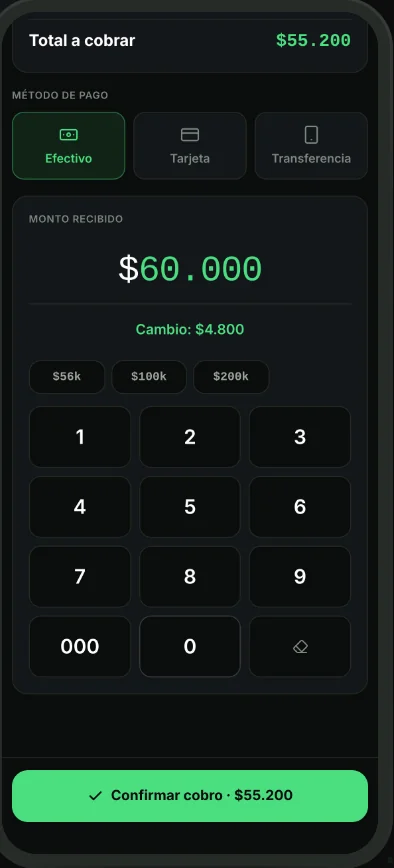 Total a cobrar $55.200
MÉTODO DE PAGO
Efectivo Tarjeta Transferencia
MONTO RECIBIDO
$60.000
Cambio: $4.800
$56k $100k $200k
1 2 3
4 5 6
7 8 9
000 0
Confirmar cobro · $55.200